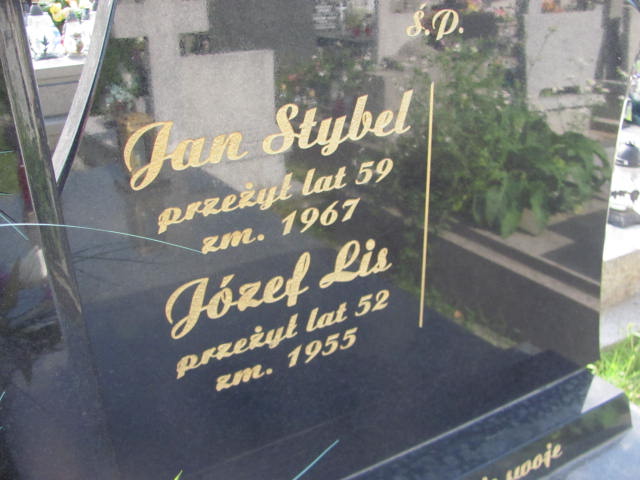 Ś.P.
Jan Stybel
przeżył lat 59
zm. 1967
Józef Lis
przeżył lat 52
zm. 1955
swoje